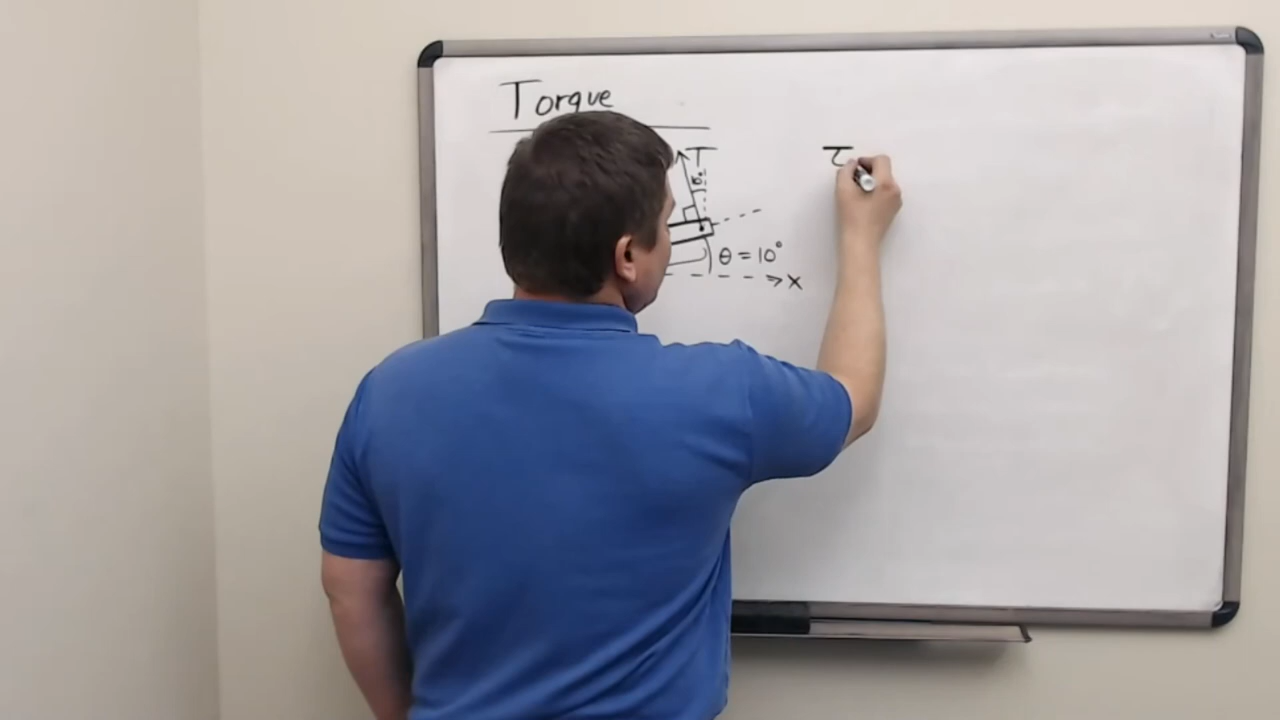 Torque
T
τ
θ = 10°
x